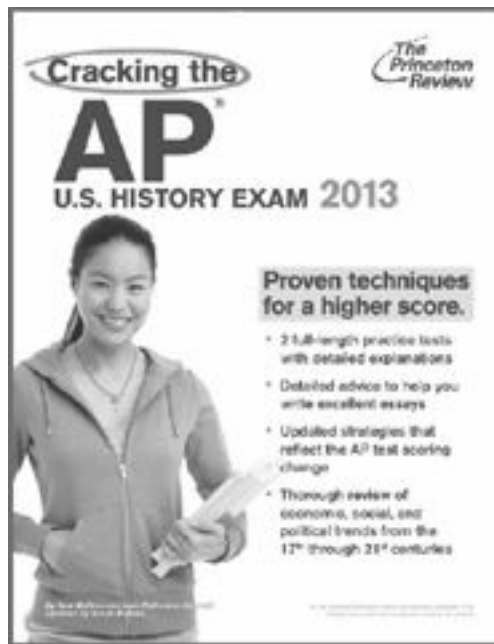 Cracking the
The
Princeton
Review
AP®
U.S. HISTORY EXAM 2013
Proven techniques
for a higher score.
• 2 full-length practice tests
with detailed explanations
• Detailed advice to help you
write excellent essays
• Updated strategies that
reflect the AP test scoring
change
• Thorough review of
economic, social, and
political trends from the
17th through 21st centuries